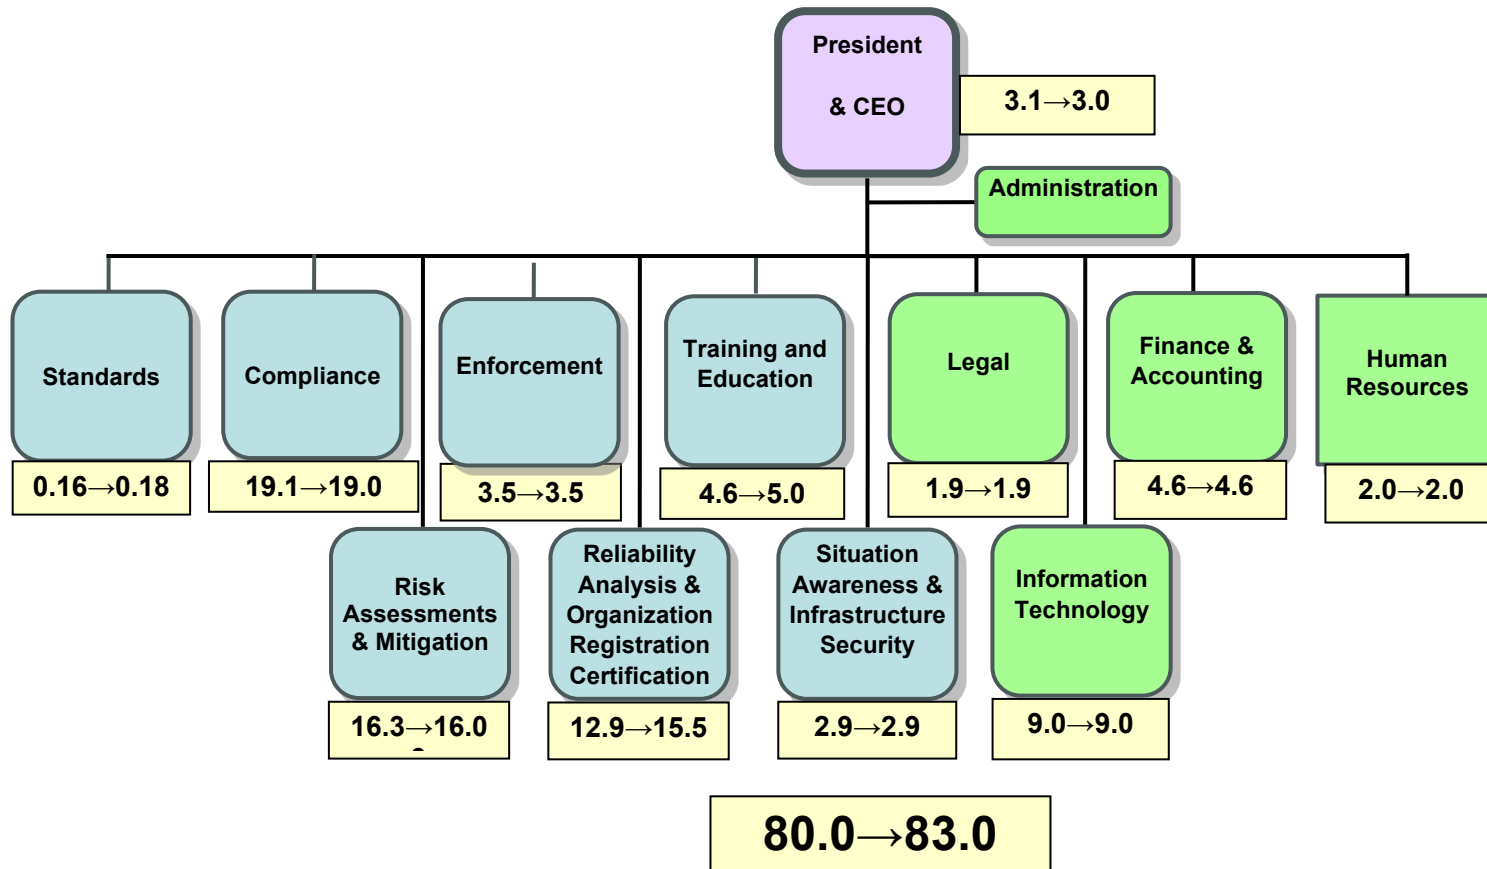 President
& CEO
3.1→3.0
Administration
Standards
0.16→0.18
Compliance
19.1→19.0
Enforcement
3.5→3.5
Training and
Education
4.6→5.0
Legal
1.9→1.9
Finance &
Accounting
4.6→4.6
Human
Resources
2.0→2.0
Risk
Assessments
& Mitigation
16.3→16.0
Reliability
Analysis &
Organization
Registration
Certification
12.9→15.5
Situation
Awareness &
Infrastructure
Security
2.9→2.9
Information
Technology
9.0→9.0
80.0→83.0